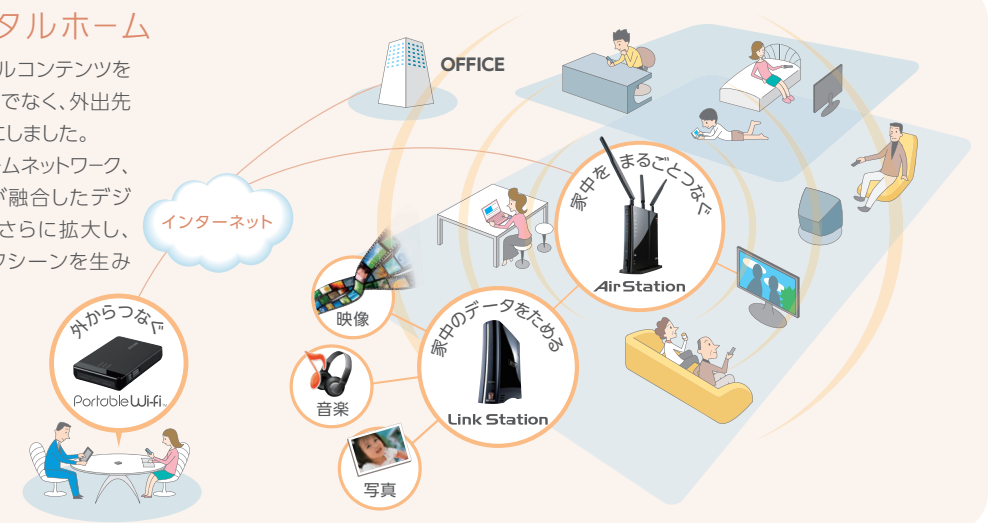 タルホーム
ルコンテンツを
でなく、外出先
にしました。
ームネットワーク、
が融合したデジ
さらに拡大し、
クシーンを生み
OFFICE
インターネット
家中を まるごとつなぐ
AirStation
映像
家中のデータをためる
Link Station
音楽
写真
外からつなぐ
PortableWi-Fi